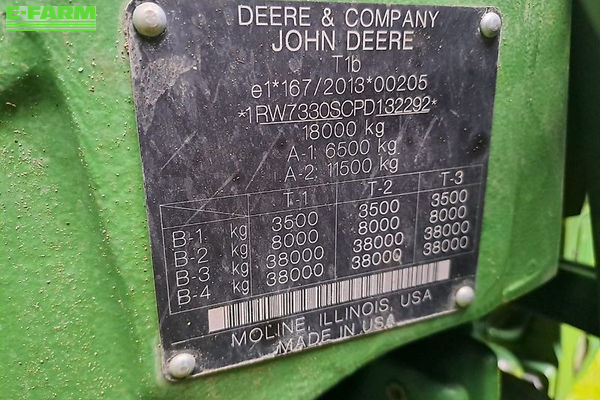 E-FARM
DEERE & COMPANY
JOHN DEERE
T1b
e1*167/2013*00205
*1RW7330SCPD132292*
18000 kg
A-1: 6500 kg
A-2: 11500 kg
T-1 T-2 T-3
B-1 kg 3500 3500 3500
B-2 kg 8000 8000 8000
B-3 kg 38000 38000 38000
B-4 kg 38000 38000 38000
MOLINE, ILLINOIS, USA
MADE IN USA